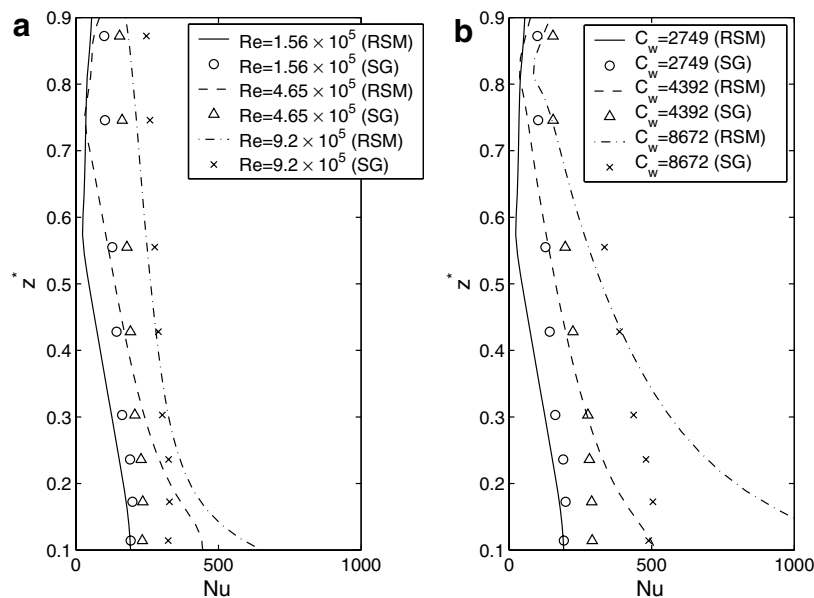 a
0.9
0.8
0.7
0.6
0.5
0.4
0.3
0.2
0.1
z*
0
500
1000
Nu
Re=1.56 × 10^5 (RSM)
Re=1.56 × 10^5 (SG)
Re=4.65 × 10^5 (RSM)
Re=4.65 × 10^5 (SG)
Re=9.2 × 10^5 (RSM)
Re=9.2 × 10^5 (SG)
b
0.9
0.8
0.7
0.6
0.5
0.4
0.3
0.2
0.1
z*
0
500
1000
Nu
C_w=2749 (RSM)
C_w=2749 (SG)
C_w=4392 (RSM)
C_w=4392 (SG)
C_w=8672 (RSM)
C_w=8672 (SG)